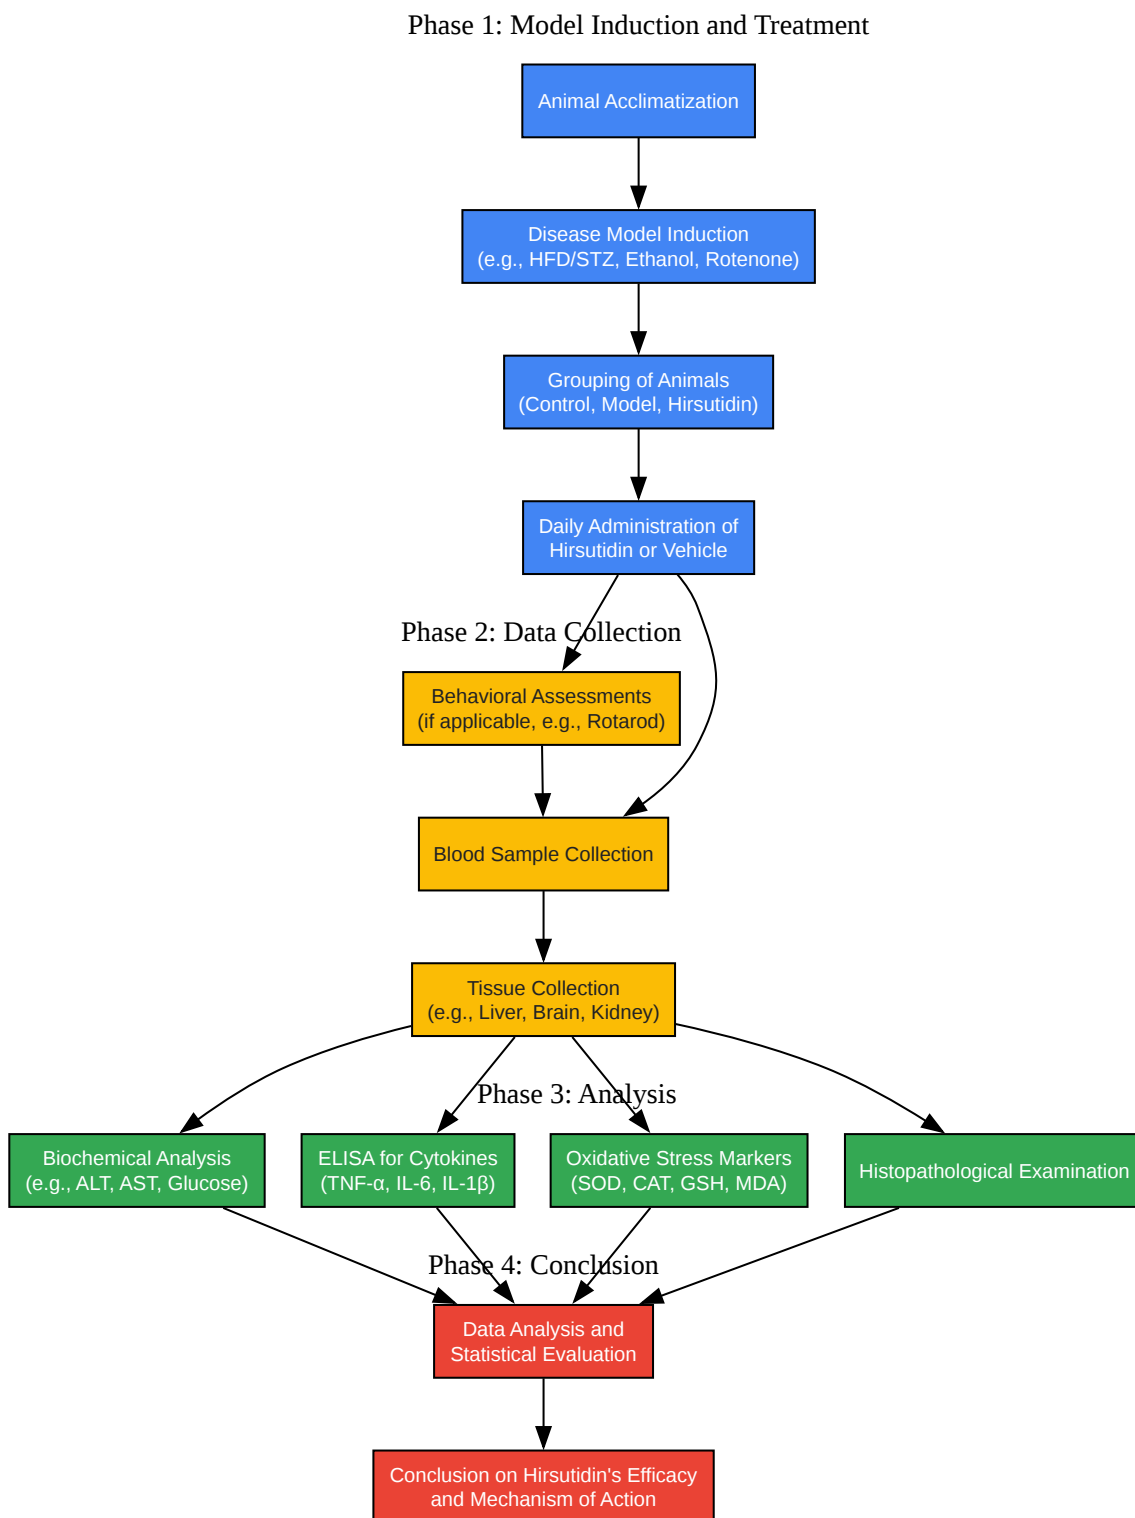 Phase 1: Model Induction and Treatment
Animal Acclimatization
Disease Model Induction
(e.g., HFD/STZ, Ethanol, Rotenone)
Grouping of Animals
(Control, Model, Hirsutidin)
Daily Administration of
Hirsutidin or Vehicle
Phase 2: Data Collection
Behavioral Assessments
(if applicable, e.g., Rotarod)
Blood Sample Collection
Tissue Collection
(e.g., Liver, Brain, Kidney)
Phase 3: Analysis
Biochemical Analysis
(e.g., ALT, AST, Glucose)
ELISA for Cytokines
(TNF-α, IL-6, IL-1β)
Oxidative Stress Markers
(SOD, CAT, GSH, MDA)
Histopathological Examination
Phase 4: Conclusion
Data Analysis and
Statistical Evaluation
Conclusion on Hirsutidin's Efficacy
and Mechanism of Action